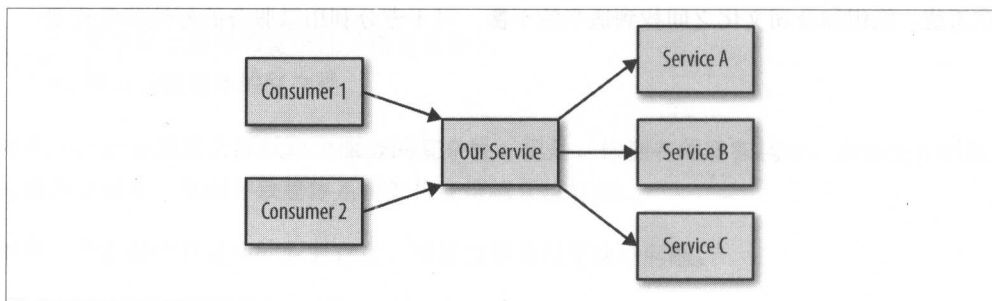 Consumer 1
Consumer 2
Our Service
Service A
Service B
Service C